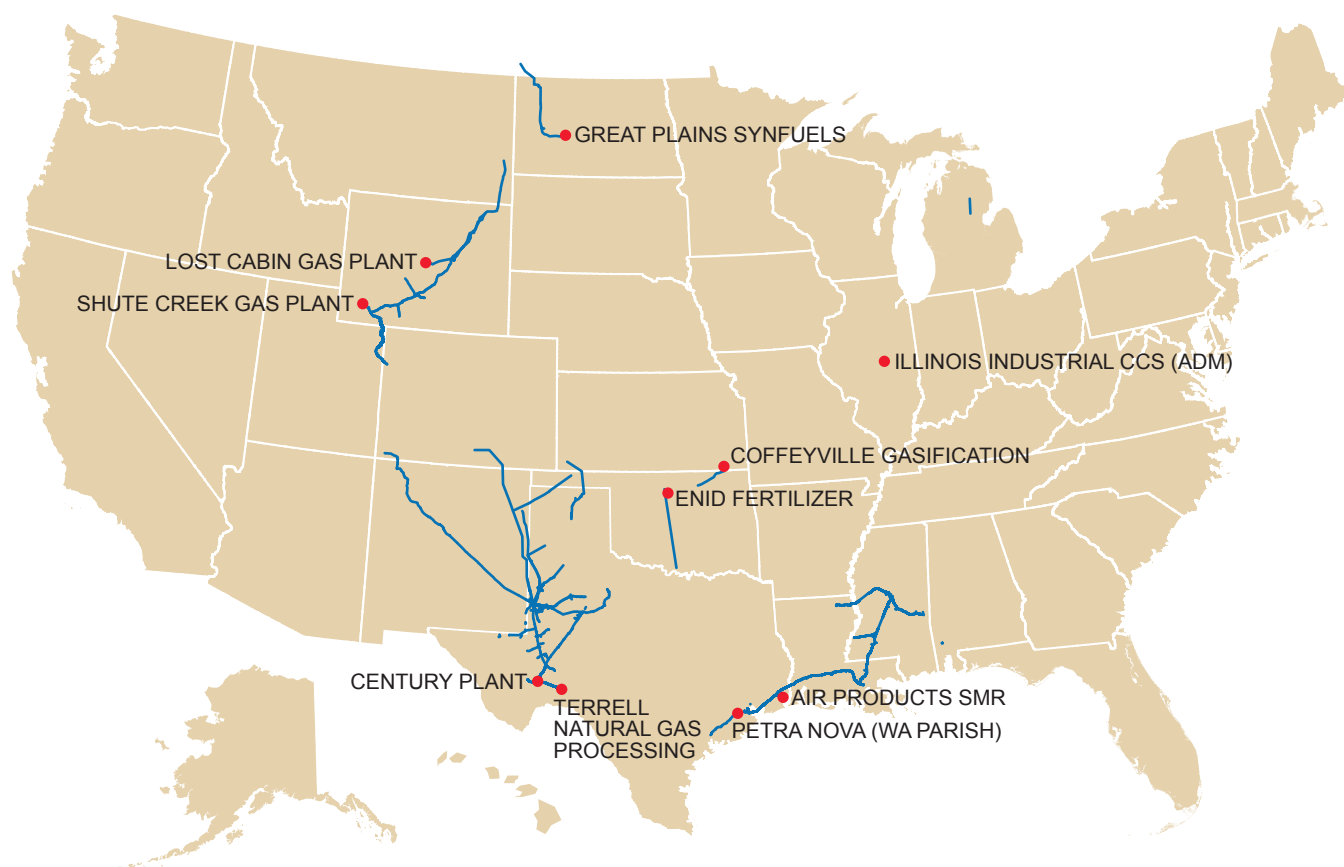 GREAT PLAINS SYNFUELS
LOST CABIN GAS PLANT
SHUTE CREEK GAS PLANT
ILLINOIS INDUSTRIAL CCS (ADM)
COFFEYVILLE GASIFICATION
ENID FERTILIZER
CENTURY PLANT
TERRELL
NATURAL GAS
PROCESSING
AIR PRODUCTS SMR
PETRA NOVA (WA PARISH)